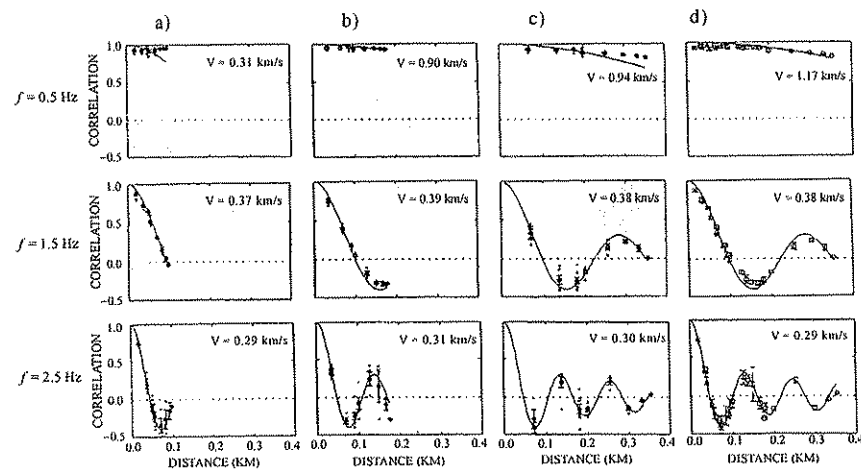 a) b) c) d)
f = 0.5 Hz
CORRELATION
1.0
0.5
0.0
-0.5
V = 0.31 km/s
V = 0.90 km/s
V = 0.94 km/s
V = 1.17 km/s
f = 1.5 Hz
CORRELATION
1.0
0.5
0.0
-0.5
V = 0.37 km/s
V = 0.39 km/s
V = 0.38 km/s
V = 0.38 km/s
f = 2.5 Hz
CORRELATION
1.0
0.5
0.0
-0.5
V = 0.29 km/s
V = 0.31 km/s
V = 0.30 km/s
V = 0.29 km/s
0.0 0.1 0.2 0.3 0.4 0.0 0.1 0.2 0.3 0.4 0.0 0.1 0.2 0.3 0.4 0.0 0.1 0.2 0.3 0.4
DISTANCE (KM) DISTANCE (KM) DISTANCE (KM) DISTANCE (KM)